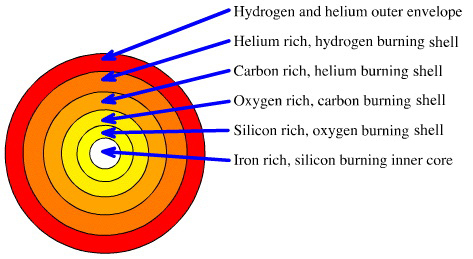 Hydrogen and helium outer envelope
Helium rich, hydrogen burning shell
Carbon rich, helium burning shell
Oxygen rich, carbon burning shell
Silicon rich, oxygen burning shell
Iron rich, silicon burning inner core